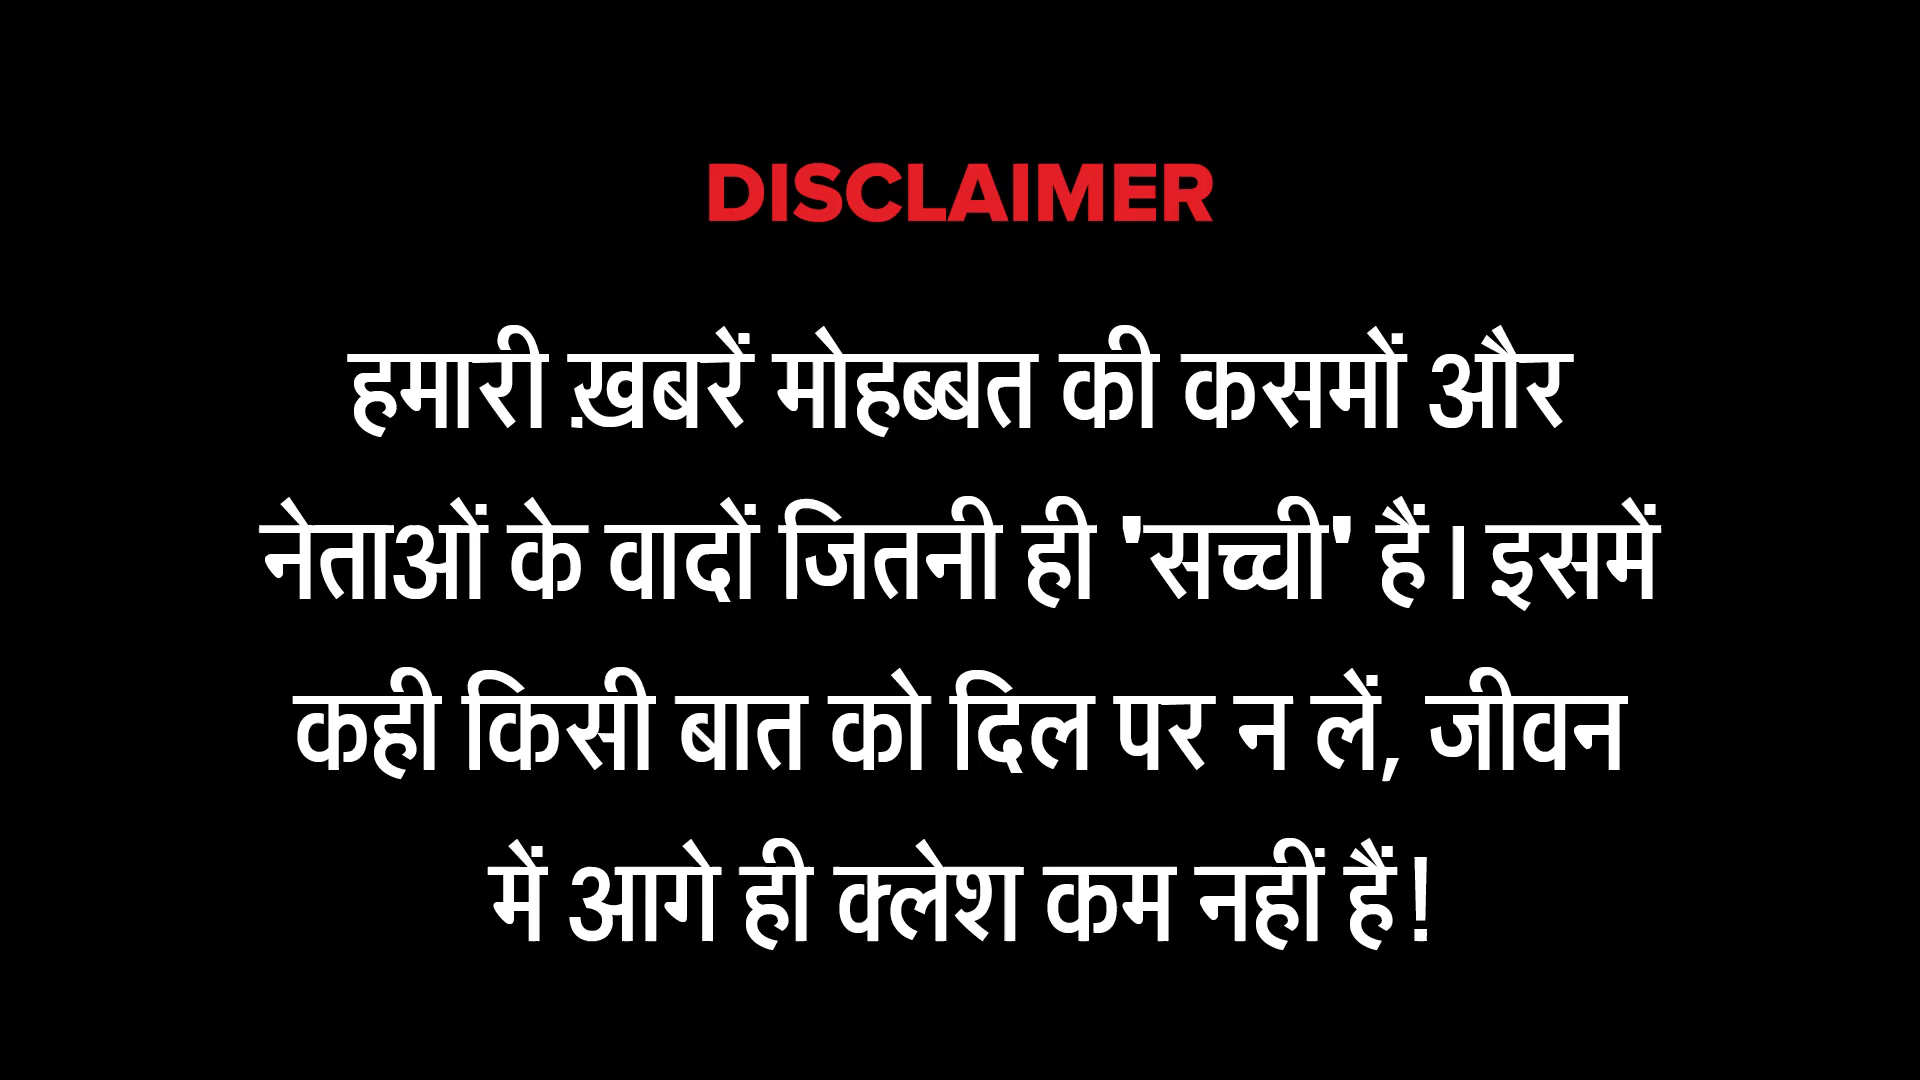 DISCLAIMER
हमारी ख़बरें मोहब्बत की कसमों और
नेताओं के वादों जितनी ही 'सच्ची' हैं। इसमें
कही किसी बात को दिल पर न लें, जीवन
में आगे ही क्लेश कम नहीं हैं!